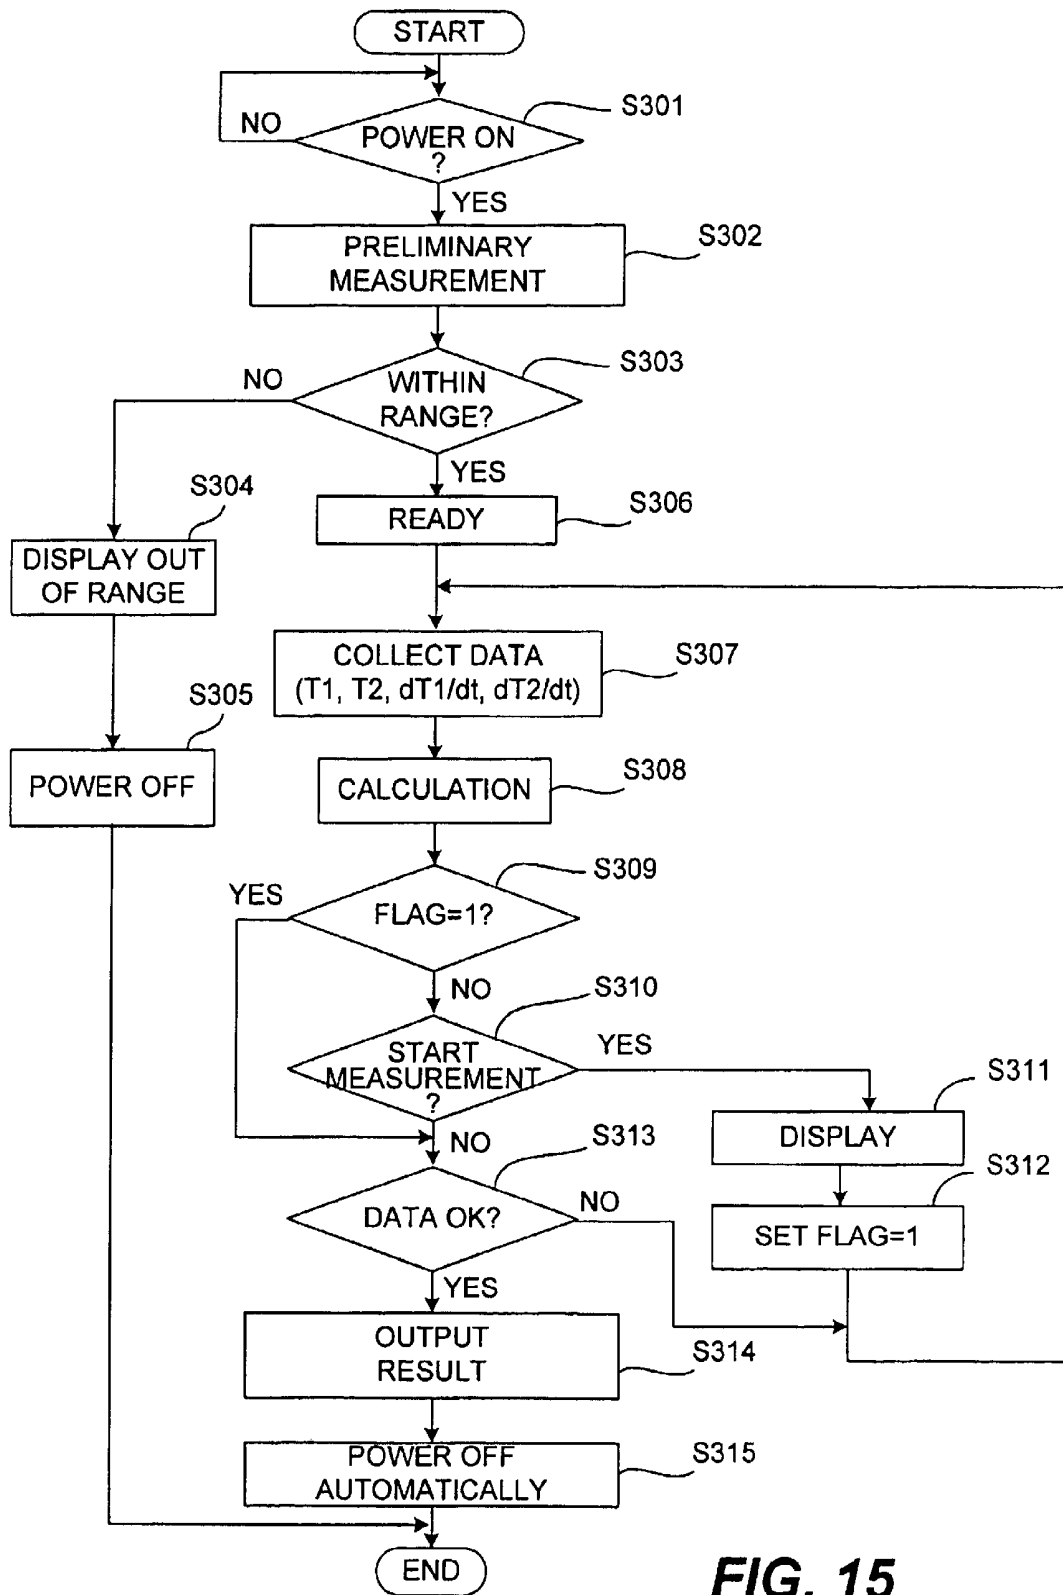 START
S301
NO
POWER ON
?
YES
S302
PRELIMINARY
MEASUREMENT
S303
NO
WITHIN
RANGE?
YES
S304
S306
READY
DISPLAY OUT
OF RANGE
S307
COLLECT DATA
(T1, T2, dT1/dt, dT2/dt)
S305
POWER OFF
S308
CALCULATION
S309
YES
FLAG=1?
NO
S310
START
MEASUREMENT
?
YES
S311
DISPLAY
NO
S313
S312
DATA OK?
NO
SET FLAG=1
YES
OUTPUT
RESULT
S314
POWER OFF
AUTOMATICALLY
S315
END
FIG. 15